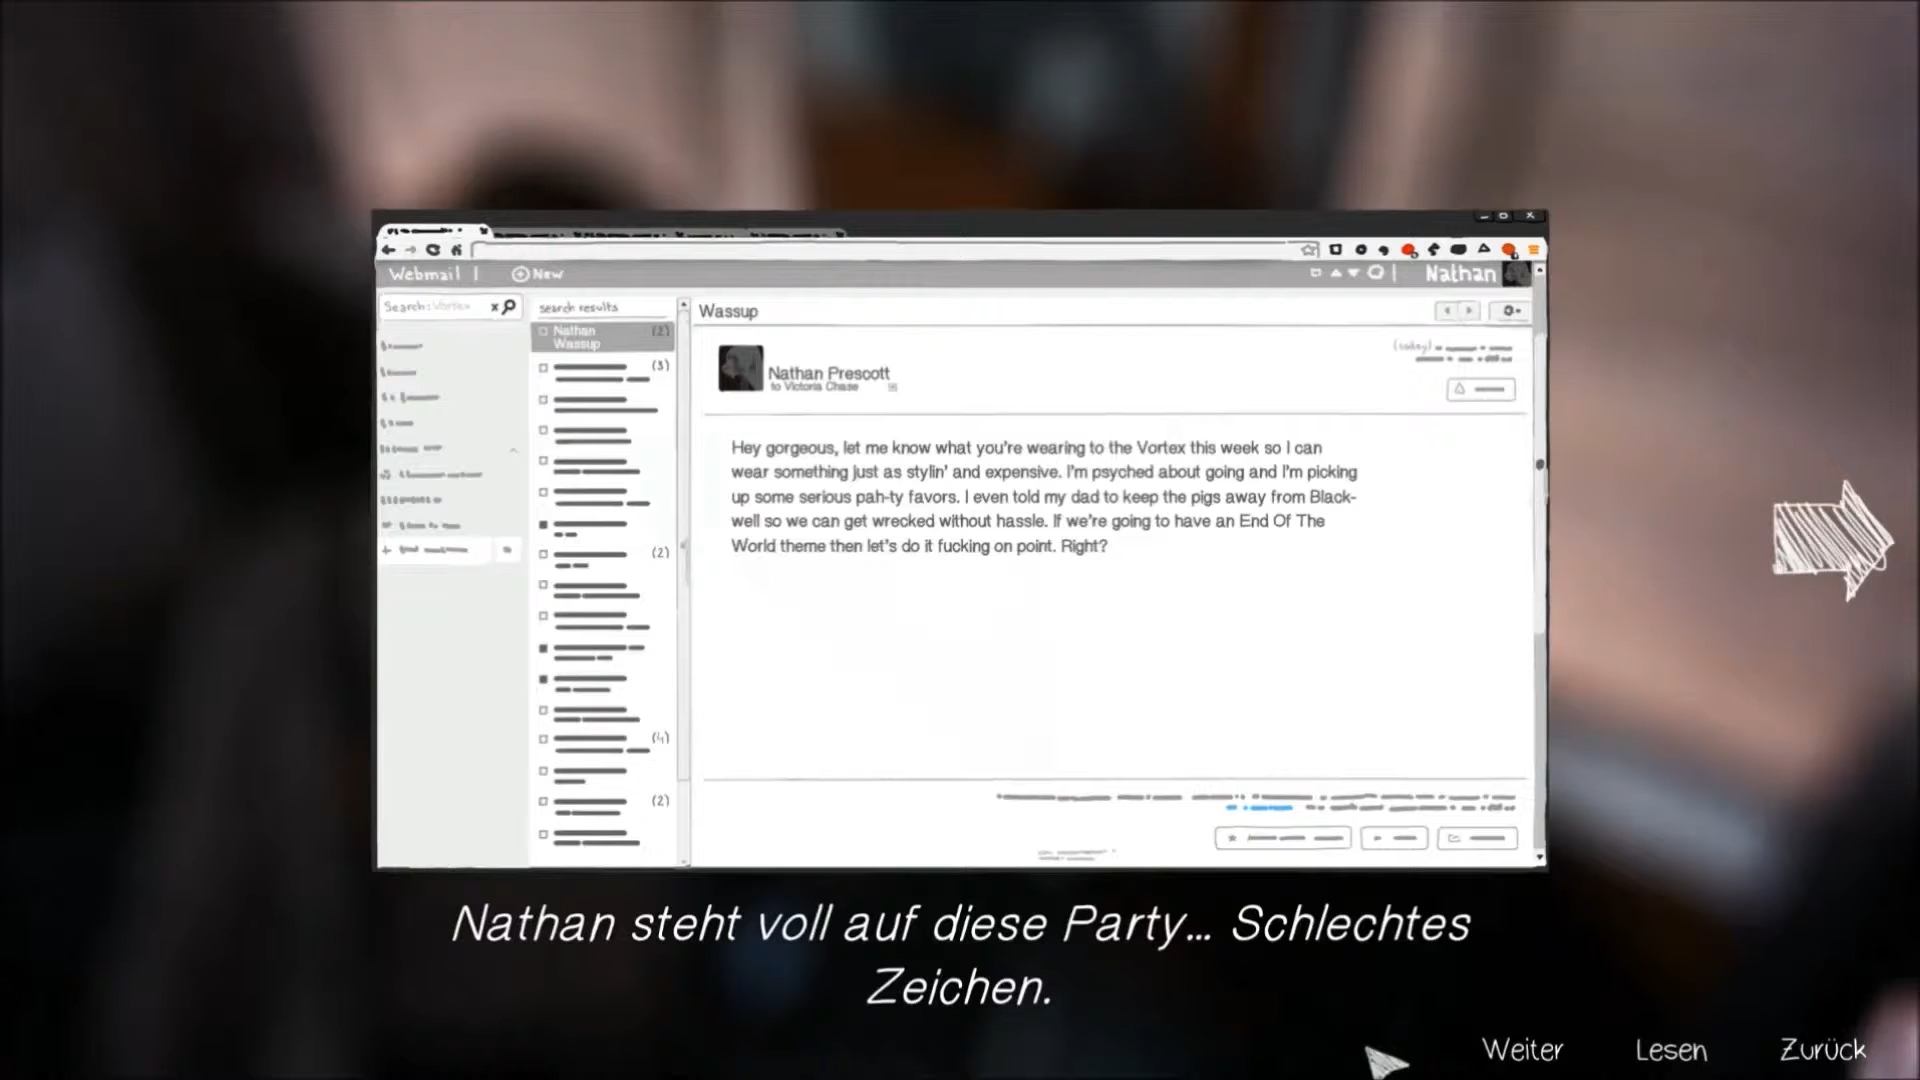 Webmail | New
Nathan
Search: Vortex
search results
Nathan (2)
Wassup
(3)
(2)
(4)
(2)
Wassup
(today)
Nathan Prescott
to Victoria Chase
Hey gorgeous, let me know what you're wearing to the Vortex this week so I can
wear something just as stylin' and expensive. I'm psyched about going and I'm picking
up some serious pah-ty favors. I even told my dad to keep the pigs away from Black-
well so we can get wrecked without hassle. If we're going to have an End Of The
World theme then let's do it fucking on point. Right?
Nathan steht voll auf diese Party... Schlechtes
Zeichen.
Weiter Lesen Zurück